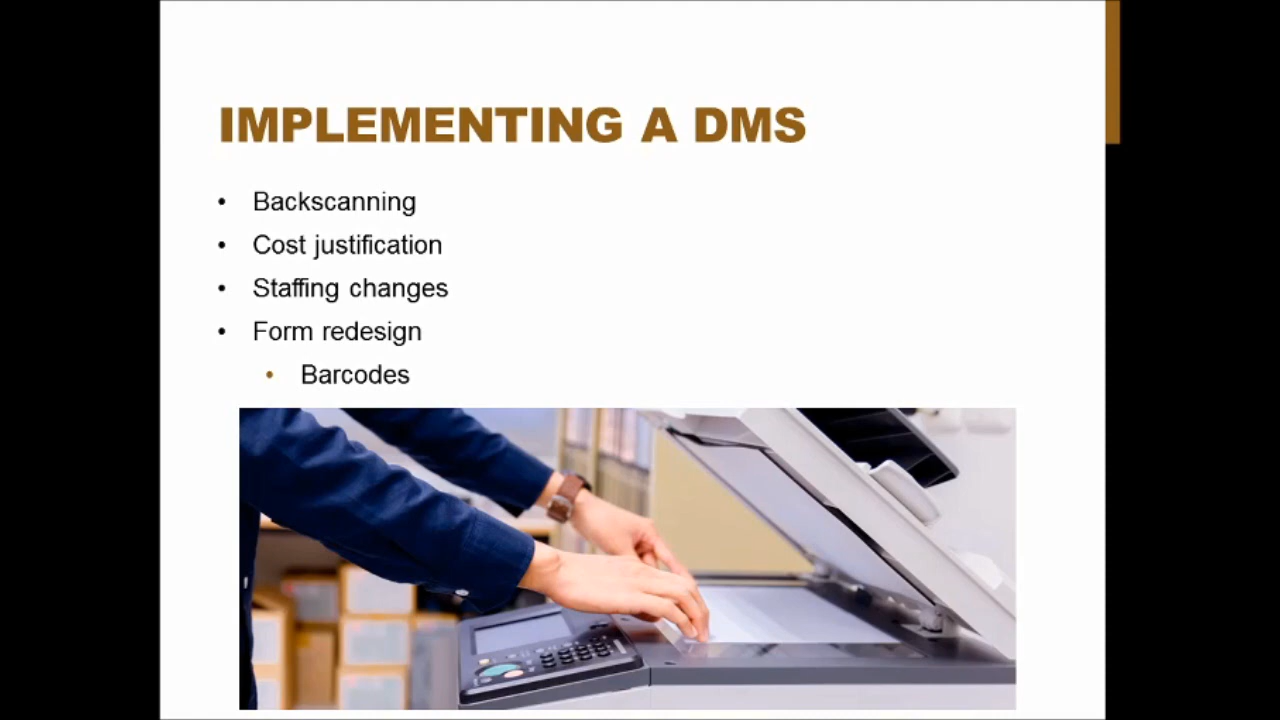 IMPLEMENTING A DMS
• Backscanning
• Cost justification
• Staffing changes
• Form redesign
• Barcodes